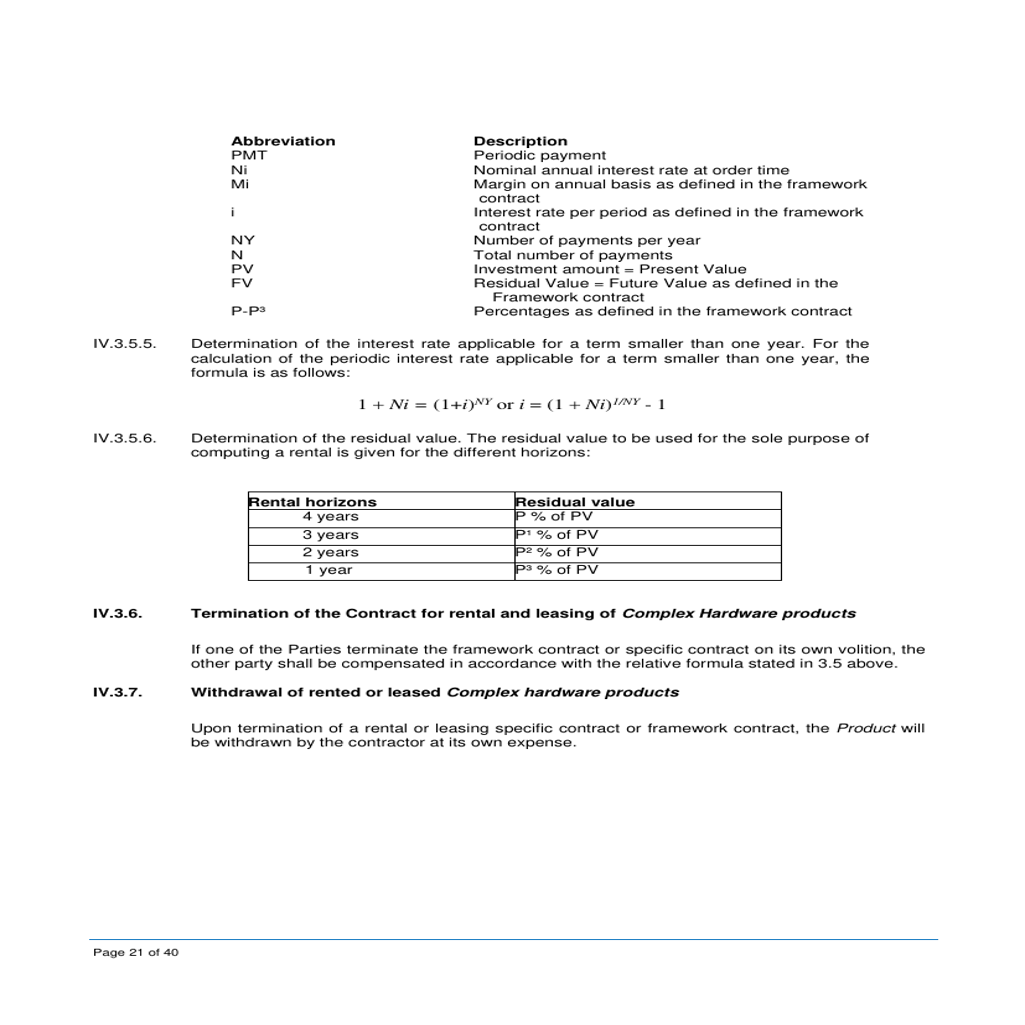 Abbreviation Description
PMT Periodic payment
Ni Nominal annual interest rate at order time
Mi Margin on annual basis as defined in the framework
contract
i Interest rate per period as defined in the framework
contract
NY Number of payments per year
N Total number of payments
PV Investment amount = Present Value
FV Residual Value = Future Value as defined in the
Framework contract
P-P³ Percentages as defined in the framework contract
IV.3.5.5. Determination of the interest rate applicable for a term smaller than one year. For the
calculation of the periodic interest rate applicable for a term smaller than one year, the
formula is as follows:
1 + Ni = (1+i)^NY or i = (1 + Ni)^1/NY - 1
IV.3.5.6. Determination of the residual value. The residual value to be used for the sole purpose of
computing a rental is given for the different horizons:
Rental horizons Residual value
4 years P % of PV
3 years P¹ % of PV
2 years P² % of PV
1 year P³ % of PV
IV.3.6. Termination of the Contract for rental and leasing of Complex Hardware products
If one of the Parties terminate the framework contract or specific contract on its own volition, the
other party shall be compensated in accordance with the relative formula stated in 3.5 above.
IV.3.7. Withdrawal of rented or leased Complex hardware products
Upon termination of a rental or leasing specific contract or framework contract, the Product will
be withdrawn by the contractor at its own expense.
Page 21 of 40